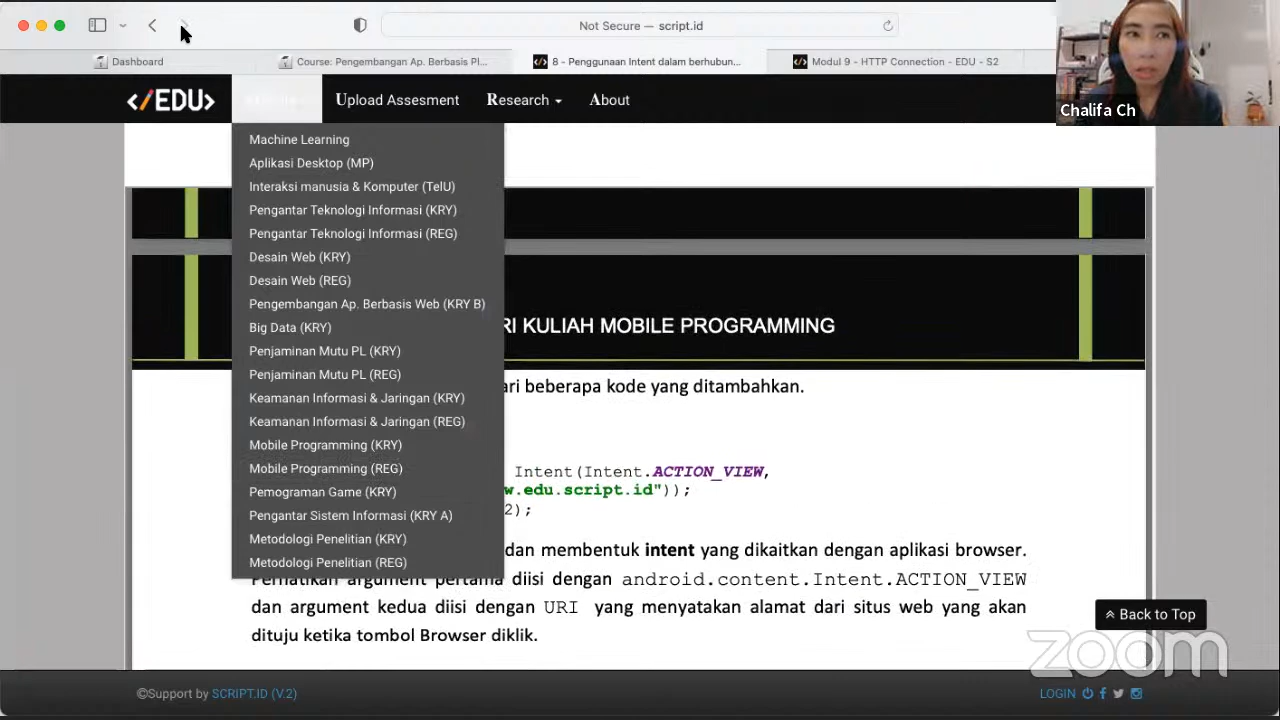 Not Secure — script.id
Dashboard
Course: Pengembangan Ap. Berbasis Pl...
8 - Penggunaan Intent dalam berhubun...
Modul 9 - HTTP Connection - EDU - S2
</EDU>
Upload Assesment
Research
About
Chalifa Ch
Machine Learning
Aplikasi Desktop (MP)
Interaksi manusia & Komputer (TelU)
Pengantar Teknologi Informasi (KRY)
Pengantar Teknologi Informasi (REG)
Desain Web (KRY)
Desain Web (REG)
Pengembangan Ap. Berbasis Web (KRY B)
Big Data (KRY)
Penjaminan Mutu PL (KRY)
Penjaminan Mutu PL (REG)
Keamanan Informasi & Jaringan (KRY)
Keamanan Informasi & Jaringan (REG)
Mobile Programming (KRY)
Mobile Programming (REG)
Pemograman Game (KRY)
Pengantar Sistem Informasi (KRY A)
Metodologi Penelitian (KRY)
Metodologi Penelitian (REG)
RI KULIAH MOBILE PROGRAMMING
ari beberapa kode yang ditambahkan.
Intent(Intent.ACTION_VIEW,
w.edu.script.id"));
2);
dan membentuk intent yang dikaitkan dengan aplikasi browser.
Perhatikan argument pertama diisi dengan android.content.Intent.ACTION_VIEW
dan argument kedua diisi dengan URI yang menyatakan alamat dari situs web yang akan
dituju ketika tombol Browser diklik.
Back to Top
zoom
©Support by SCRIPT.ID (V.2)
LOGIN